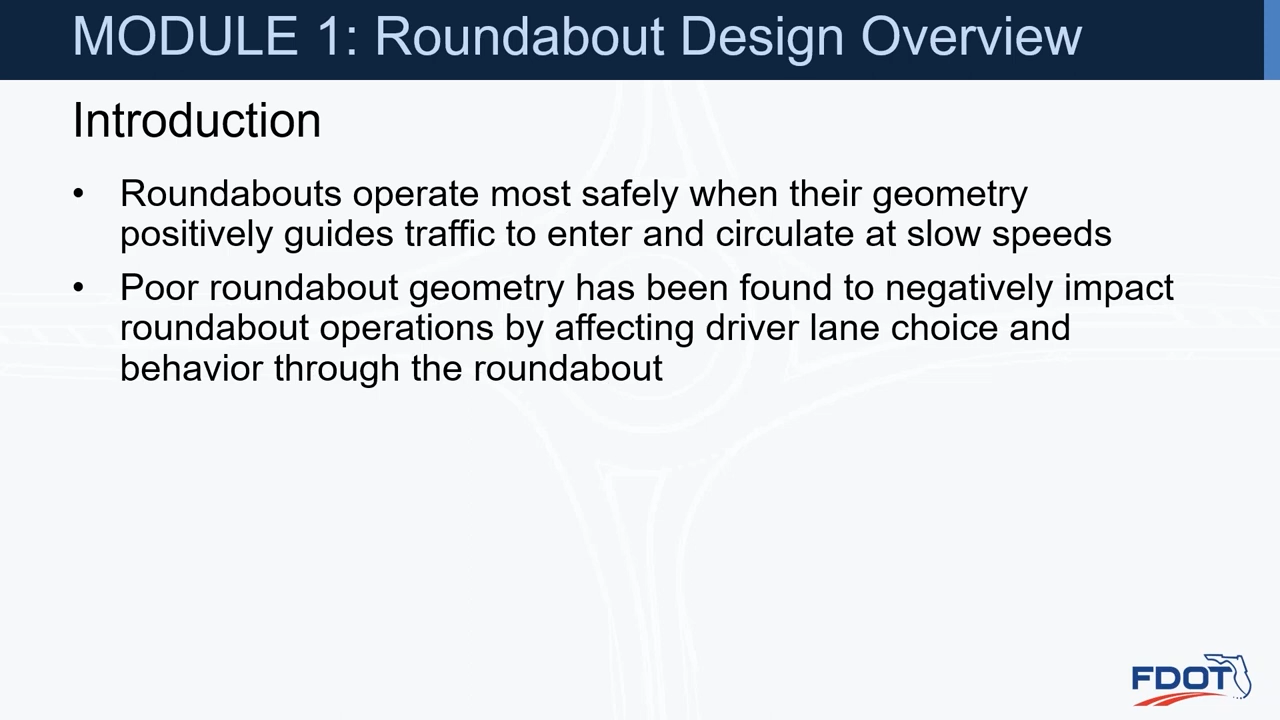 MODULE 1: Roundabout Design Overview
Introduction
• Roundabouts operate most safely when their geometry
positively guides traffic to enter and circulate at slow speeds
• Poor roundabout geometry has been found to negatively impact
roundabout operations by affecting driver lane choice and
behavior through the roundabout
FDOT